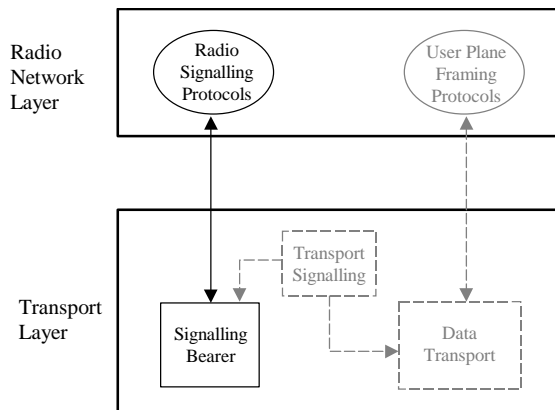 Radio
Network
Layer
Radio
Signalling
Protocols
User Plane
Framing
Protocols
Transport
Layer
Transport
Signalling
Signalling
Bearer
Data
Transport